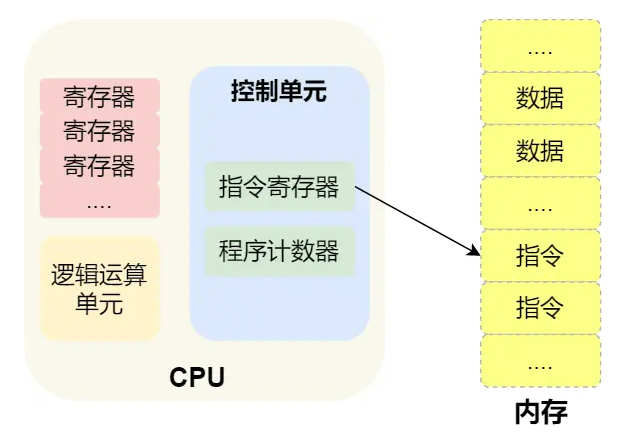 寄存器
寄存器
寄存器
....
逻辑运算
单元
控制单元
指令寄存器
程序计数器
CPU
....
数据
数据
....
指令
指令
....
内存